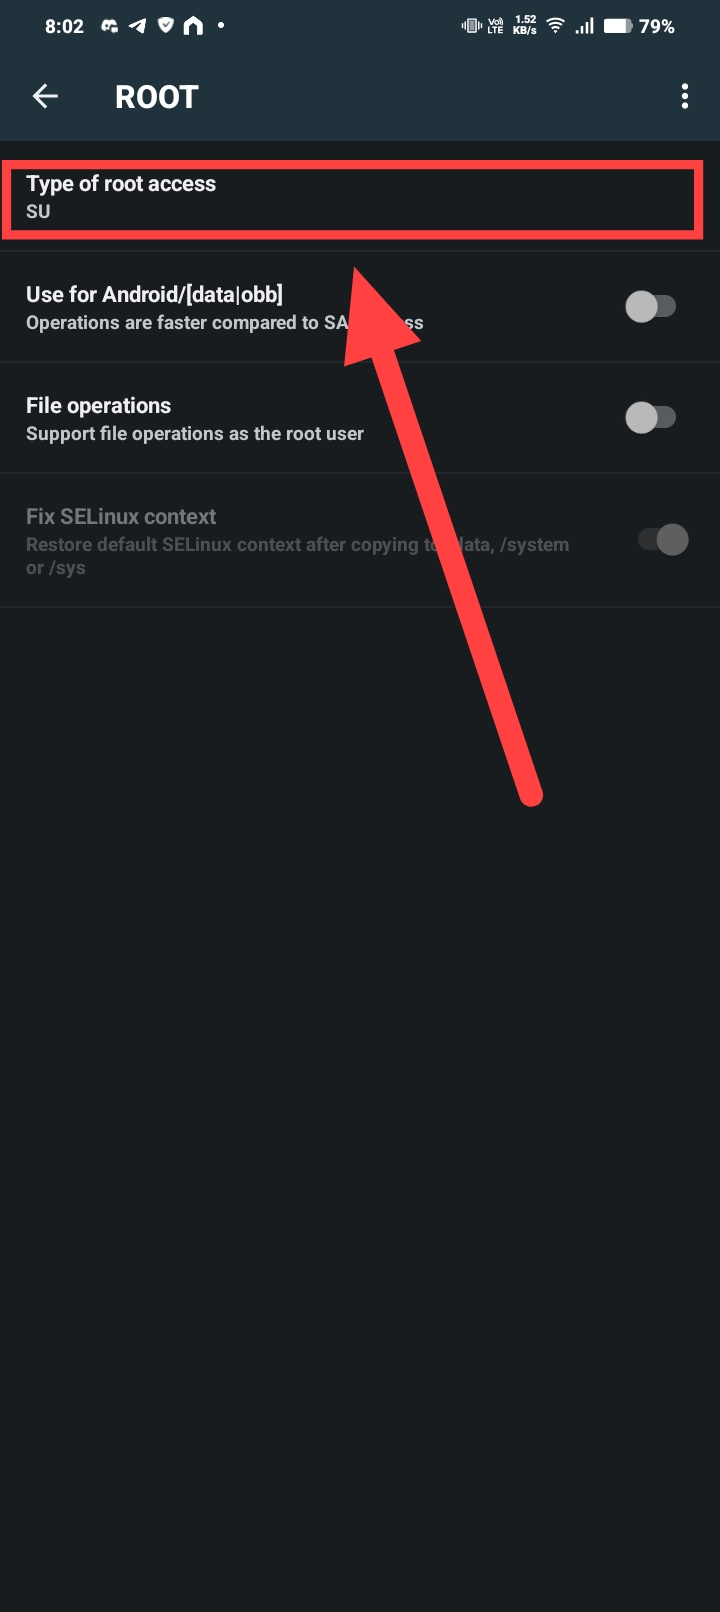 8:02
Vo)) LTE
1.52 KB/s
79%
ROOT
Type of root access
SU
Use for Android/[data|obb]
Operations are faster compared to SA ss
File operations
Support file operations as the root user
Fix SELinux context
Restore default SELinux context after copying to data, /system
or /sys